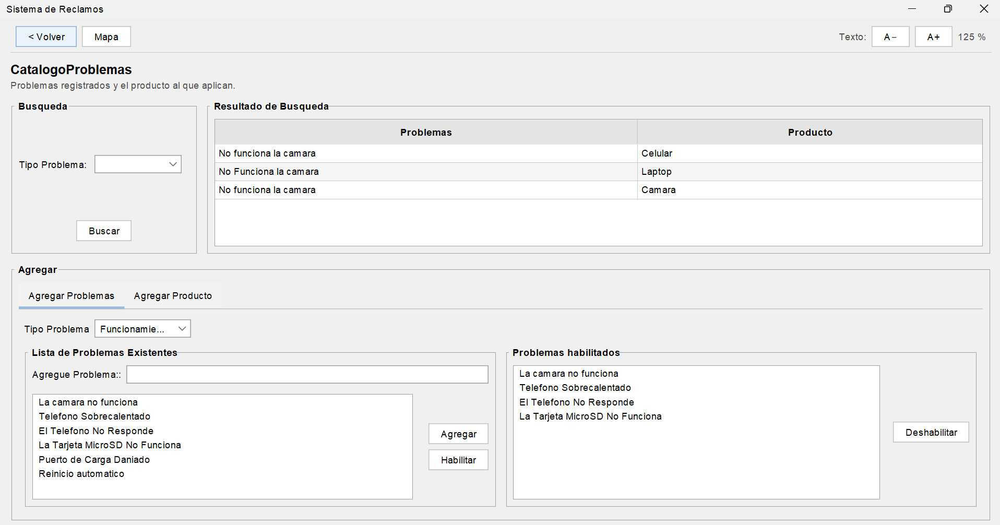 Sistema de Reclamos
< Volver
Mapa
Texto:
A−
A+
125 %
CatalogoProblemas
Problemas registrados y el producto al que aplican.
Busqueda
Tipo Problema:
Buscar
Resultado de Busqueda
Problemas Producto
No funciona la camara Celular
No Funciona la camara Laptop
No funciona la camara Camara
Agregar
Agregar Problemas Agregar Producto
Tipo Problema Funcionamie...
Lista de Problemas Existentes
Agregue Problema::
La camara no funciona
Telefono Sobrecalentado
El Telefono No Responde
La Tarjeta MicroSD No Funciona
Puerto de Carga Daniado
Reinicio automatico
Agregar
Habilitar
Problemas habilitados
La camara no funciona
Telefono Sobrecalentado
El Telefono No Responde
La Tarjeta MicroSD No Funciona
Deshabilitar